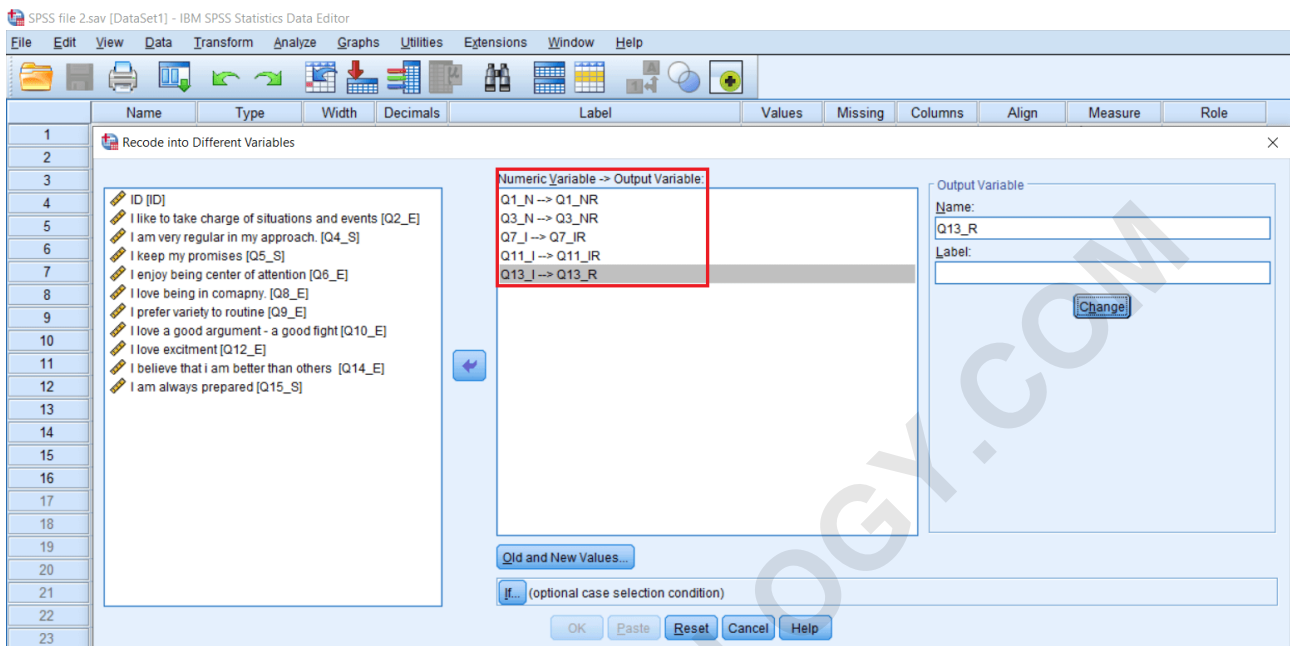 SPSS file 2.sav [DataSet1] - IBM SPSS Statistics Data Editor
File Edit View Data Transform Analyze Graphs Utilities Extensions Window Help
Name Type Width Decimals Label Values Missing Columns Align Measure Role
1
Recode into Different Variables
2
3
Numeric Variable -> Output Variable:
Output Variable
4
ID [ID]
Q1_N --> Q1_NR
Name:
I like to take charge of situations and events [Q2_E]
Q3_N --> Q3_NR
Q13_R
5
I am very regular in my approach. [Q4_S]
Q7_I --> Q7_IR
6
I keep my promises [Q5_S]
Q11_I --> Q11_IR
Label:
7
I enjoy being center of attention [Q6_E]
Q13_I --> Q13_R
8
I love being in comapny. [Q8_E]
9
I prefer variety to routine [Q9_E]
Change
I love a good argument - a good fight [Q10_E]
10
I love excitment [Q12_E]
11
I believe that i am better than others [Q14_E]
12
I am always prepared [Q15_S]
13
14
15
16
17
18
19
20
Old and New Values...
21
If... (optional case selection condition)
22
23
OK Paste Reset Cancel Help
OGY.COM